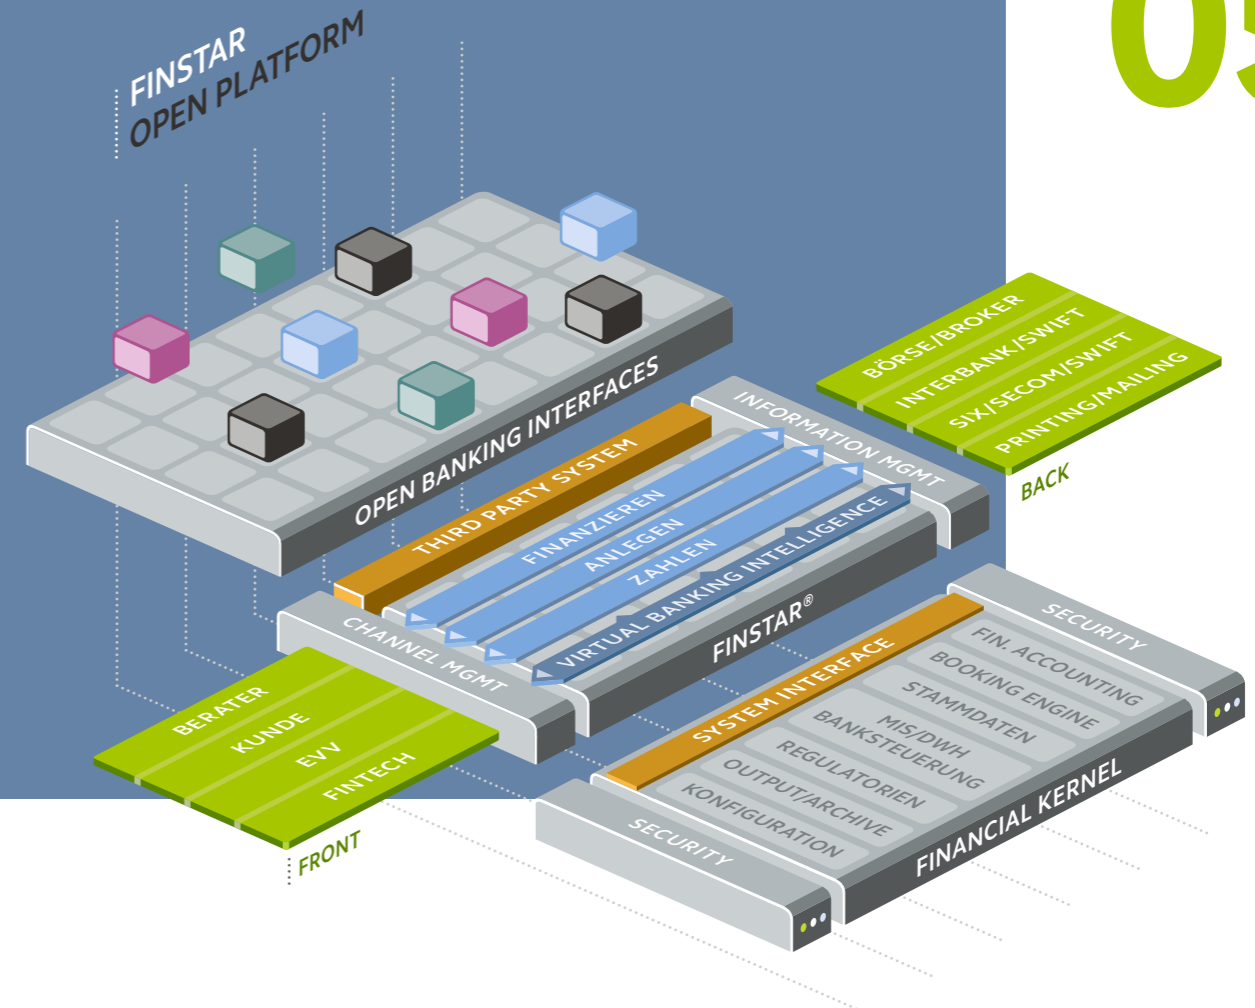 05
FINSTAR
OPEN PLATFORM
OPEN BANKING INTERFACES
BÖRSE/BROKER
INTERBANK/SWIFT
SIX/SECOM/SWIFT
PRINTING/MAILING
BACK
INFORMATION MGMT
THIRD PARTY SYSTEM
FINANZIEREN
ANLEGEN
ZAHLEN
VIRTUAL BANKING INTELLIGENCE
FINSTAR®
CHANNEL MGMT
BERATER
KUNDE
EVV
FINTECH
FRONT
SECURITY
SYSTEM INTERFACE
FIN. ACCOUNTING
BOOKING ENGINE
STAMMDATEN
MIS/DWH
BANKSTEUERUNG
REGULATORIEN
OUTPUT/ARCHIVE
KONFIGURATION
FINANCIAL KERNEL
SECURITY